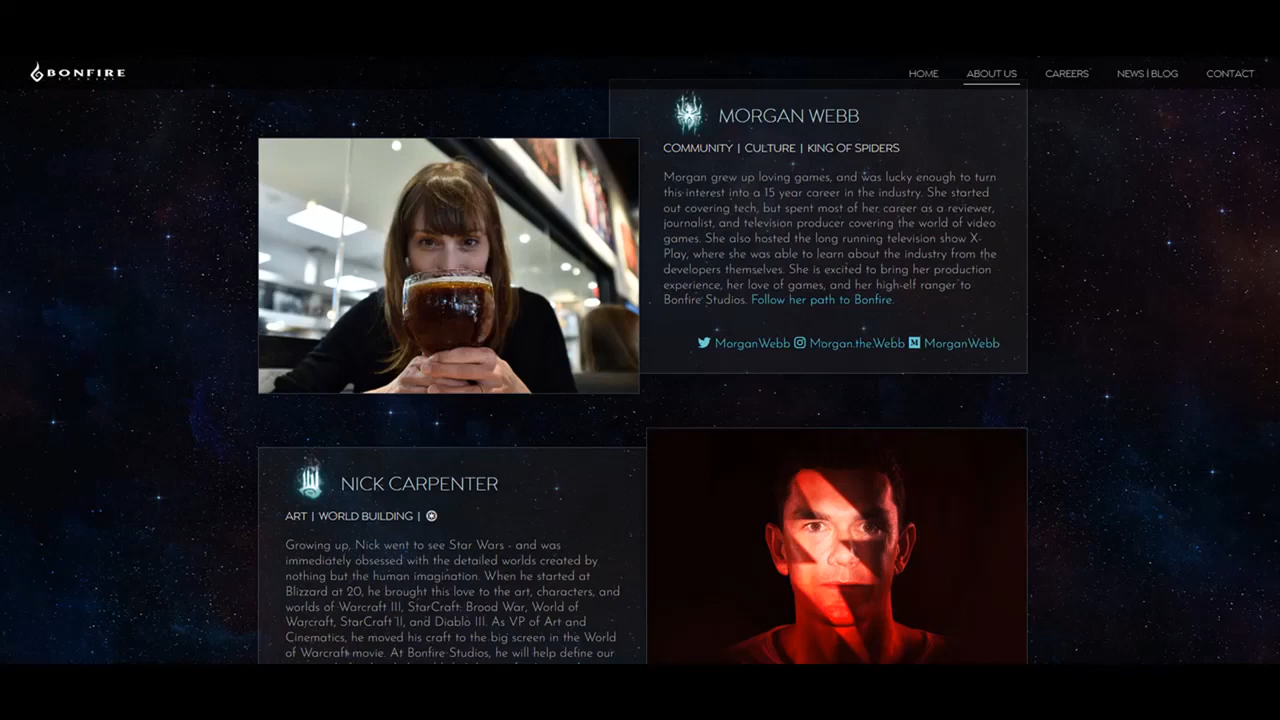 BONFIRE
STUDIOS
HOME
ABOUT US
CAREERS
NEWS | BLOG
CONTACT
MORGAN WEBB
COMMUNITY | CULTURE | KING OF SPIDERS
Morgan grew up loving games, and was lucky enough to turn
this interest into a 15 year career in the industry. She started
out covering tech, but spent most of her career as a reviewer,
journalist, and television producer covering the world of video
games. She also hosted the long running television show X-
Play, where she was able to learn about the industry from the
developers themselves. She is excited to bring her production
experience, her love of games, and her high-elf ranger to
Bonfire Studios. Follow her path to Bonfire.
MorganWebb Morgan.the.Webb MorganWebb
NICK CARPENTER
ART | WORLD BUILDING |
Growing up, Nick went to see Star Wars - and was
immediately obsessed with the detailed worlds created by
nothing but the human imagination. When he started at
Blizzard at 20, he brought this love to the art, characters, and
worlds of Warcraft III, StarCraft: Brood War, World of
Warcraft, StarCraft II, and Diablo III. As VP of Art and
Cinematics, he moved his craft to the big screen in the World
of Warcraft movie. At Bonfire Studios, he will help define our